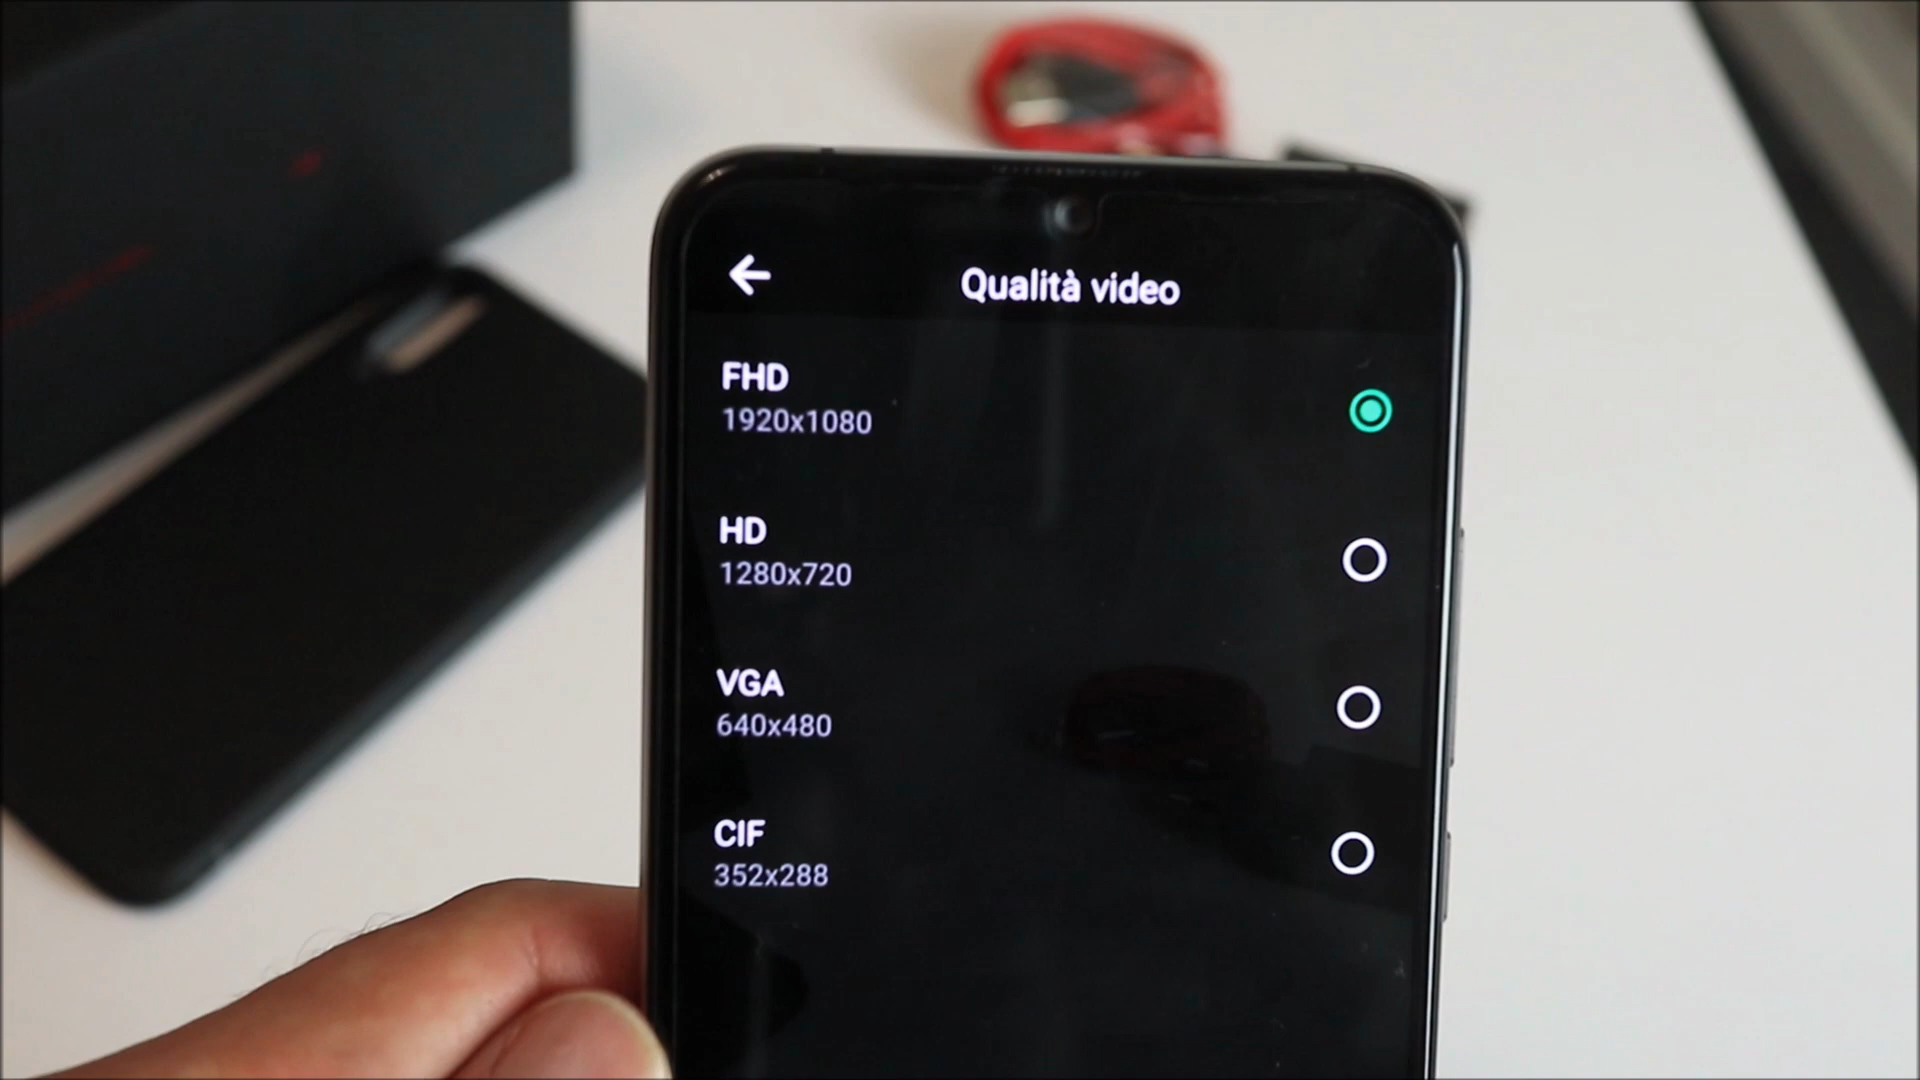 Qualità video
FHD
1920x1080
HD
1280x720
VGA
640x480
CIF
352x288